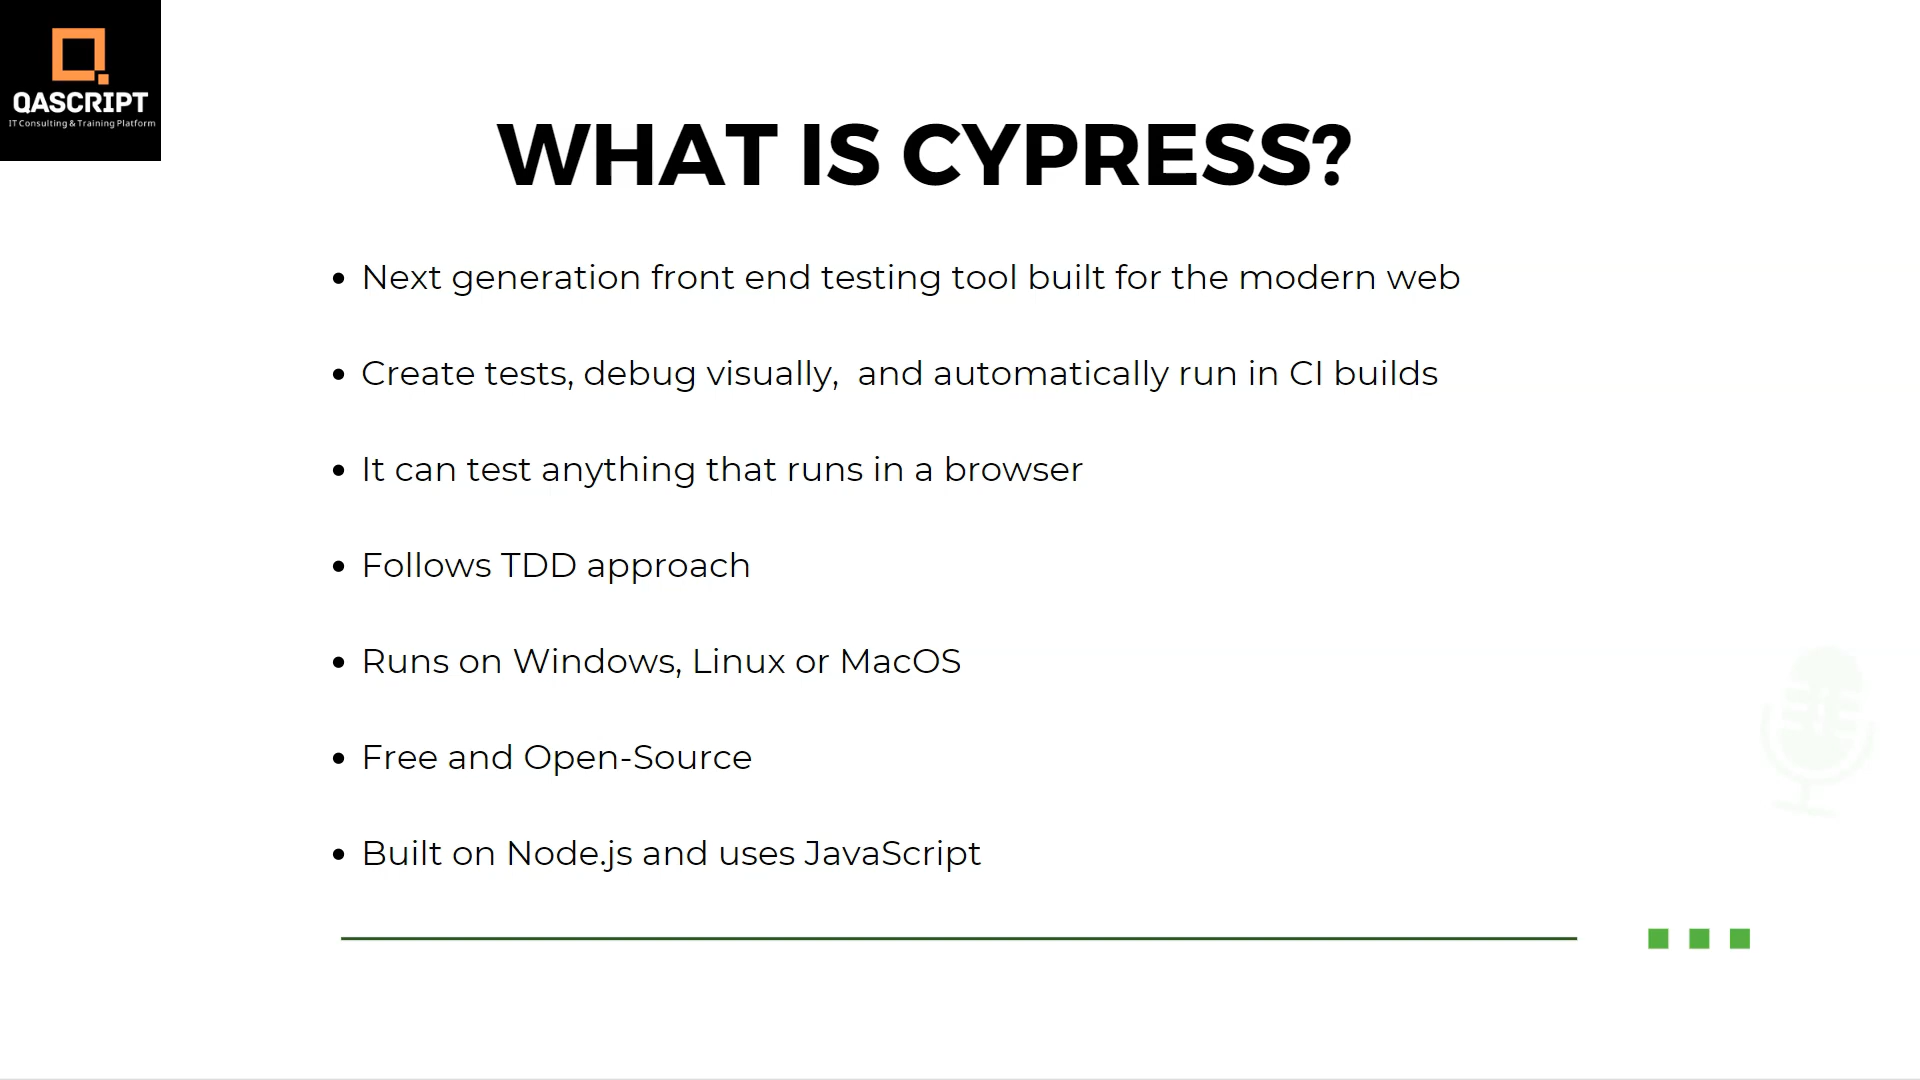 QASCRIPT
IT Consulting & Training Platform
WHAT IS CYPRESS?
• Next generation front end testing tool built for the modern web
• Create tests, debug visually,  and automatically run in CI builds
• It can test anything that runs in a browser
• Follows TDD approach
• Runs on Windows, Linux or MacOS
• Free and Open-Source
• Built on Node.js and uses JavaScript